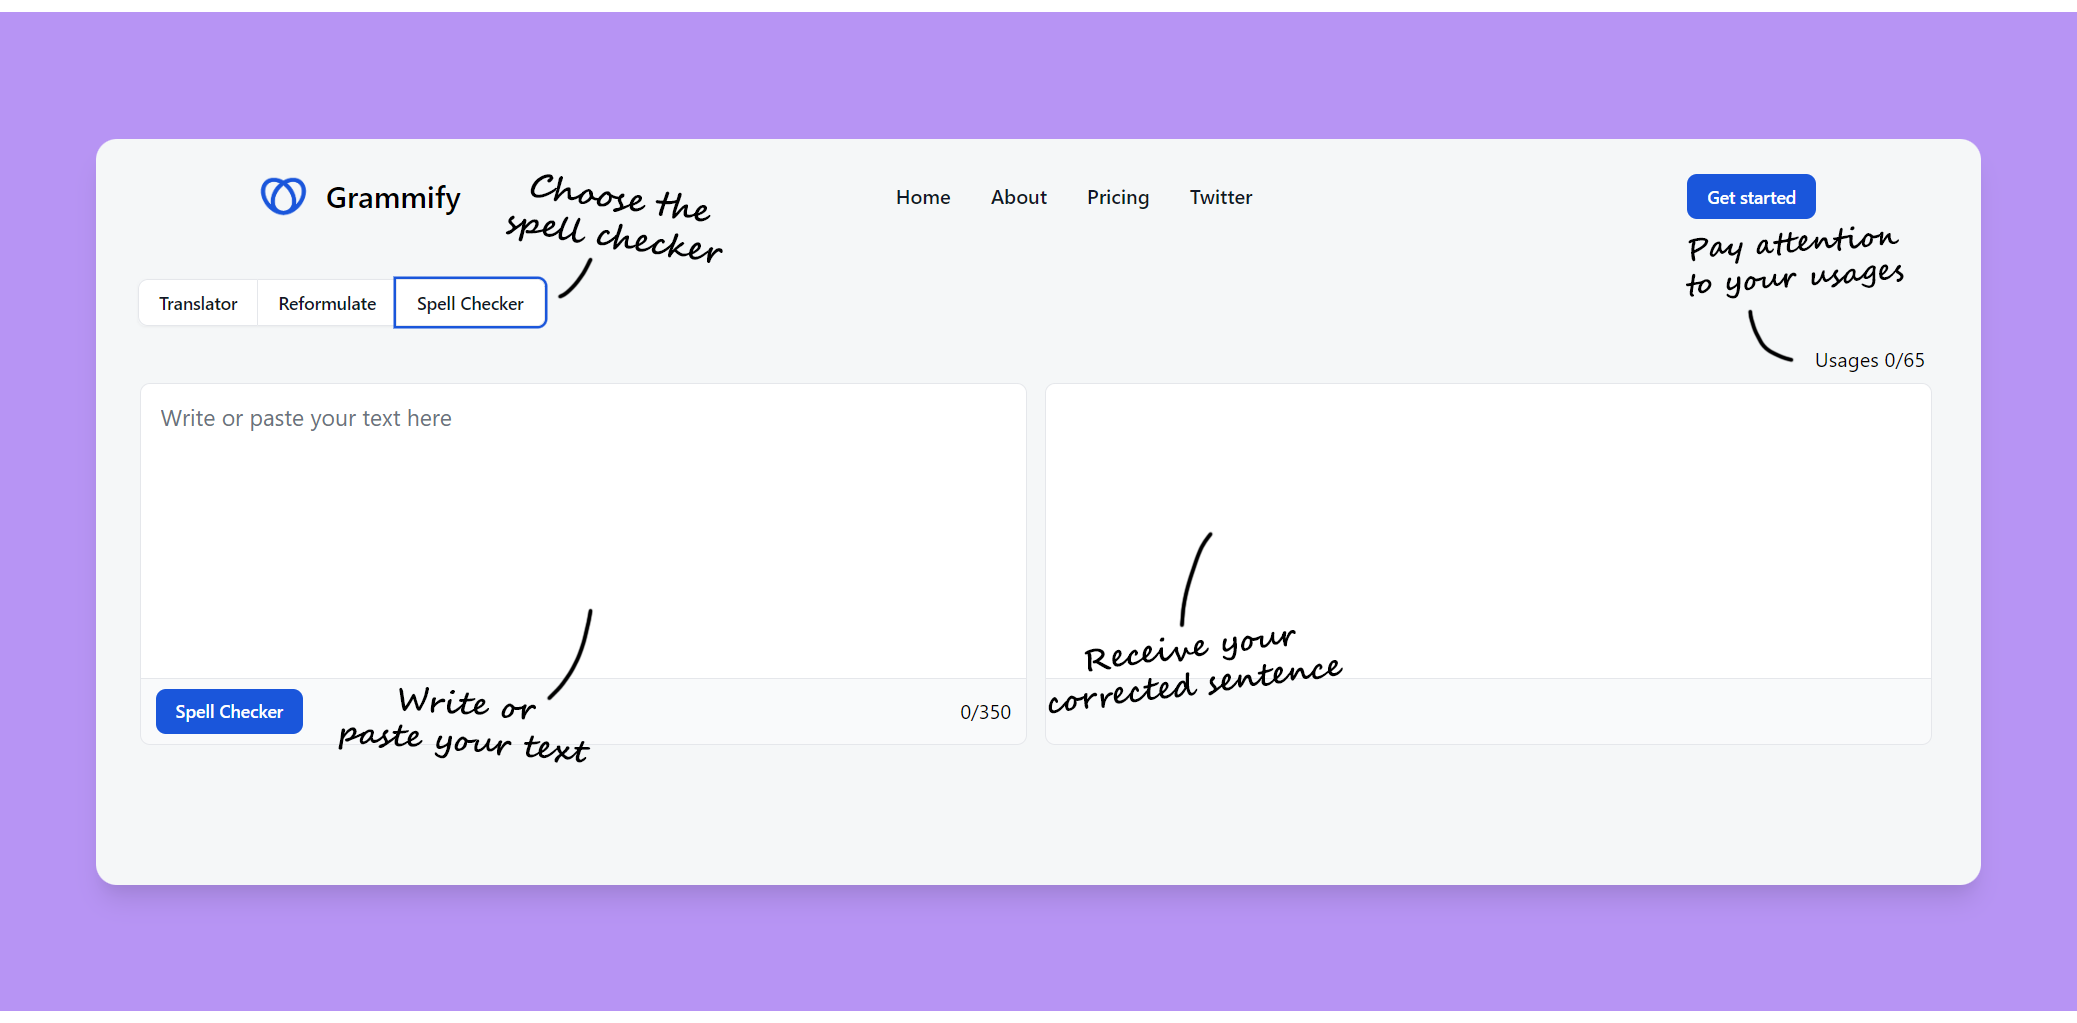 Grammify
Choose the
spell checker
Home About Pricing Twitter
Get started
Pay attention
to your usages
Translator Reformulate Spell Checker
Usages 0/65
Write or paste your text here
Spell Checker
Write or
paste your text
0/350
Receive your
corrected sentence